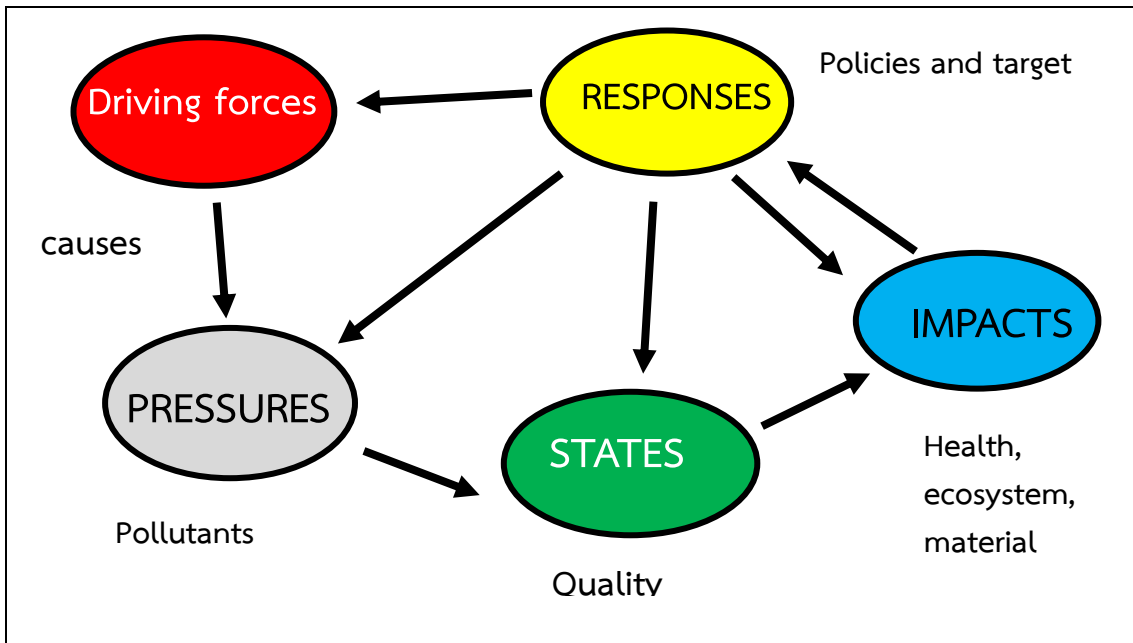 Policies and target
Driving forces
RESPONSES
causes
IMPACTS
PRESSURES
STATES
Health,
ecosystem,
material
Pollutants
Quality